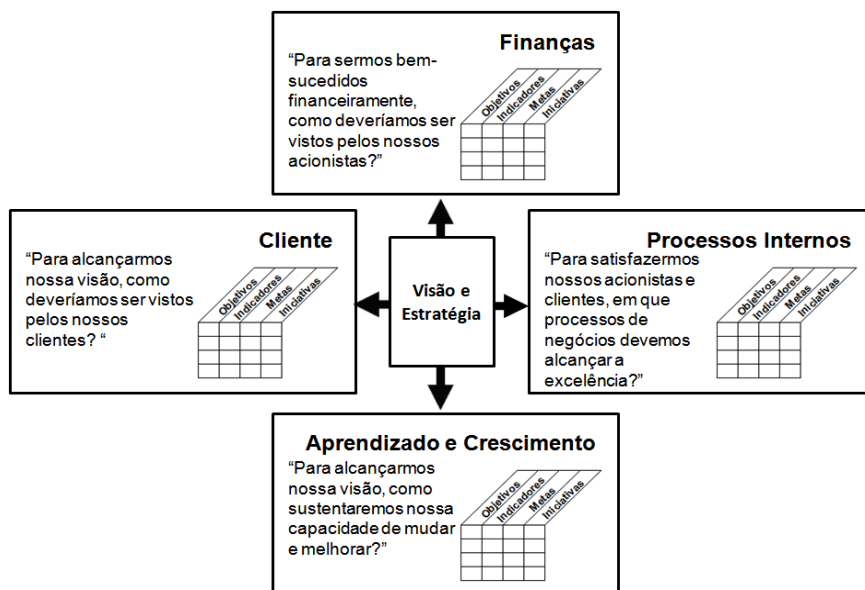 Finanças
“Para sermos bem-
sucedidos
financeiramente,
como deveríamos ser
vistos pelos nossos
acionistas?”
Objetivos
Indicadores
Metas
Iniciativas
Cliente
“Para alcançarmos
nossa visão, como
deveríamos ser vistos
pelos nossos
clientes? “
Objetivos
Indicadores
Metas
Iniciativas
Visão e
Estratégia
Processos Internos
“Para satisfazermos
nossos acionistas e
clientes, em que
processos de
negócios devemos
alcançar a
excelência?”
Objetivos
Indicadores
Metas
Iniciativas
Aprendizado e Crescimento
“Para alcançarmos
nossa visão, como
sustentaremos nossa
capacidade de mudar
e melhorar?”
Objetivos
Indicadores
Metas
Iniciativas